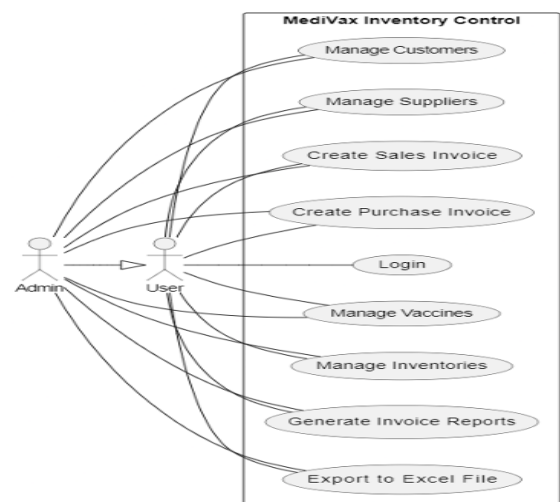 MediVax Inventory Control
Manage Customers
Manage Suppliers
Create Sales Invoice
Create Purchase Invoice
Login
Admin
User
Manage Vaccines
Manage Inventories
Generate Invoice Reports
Export to Excel File